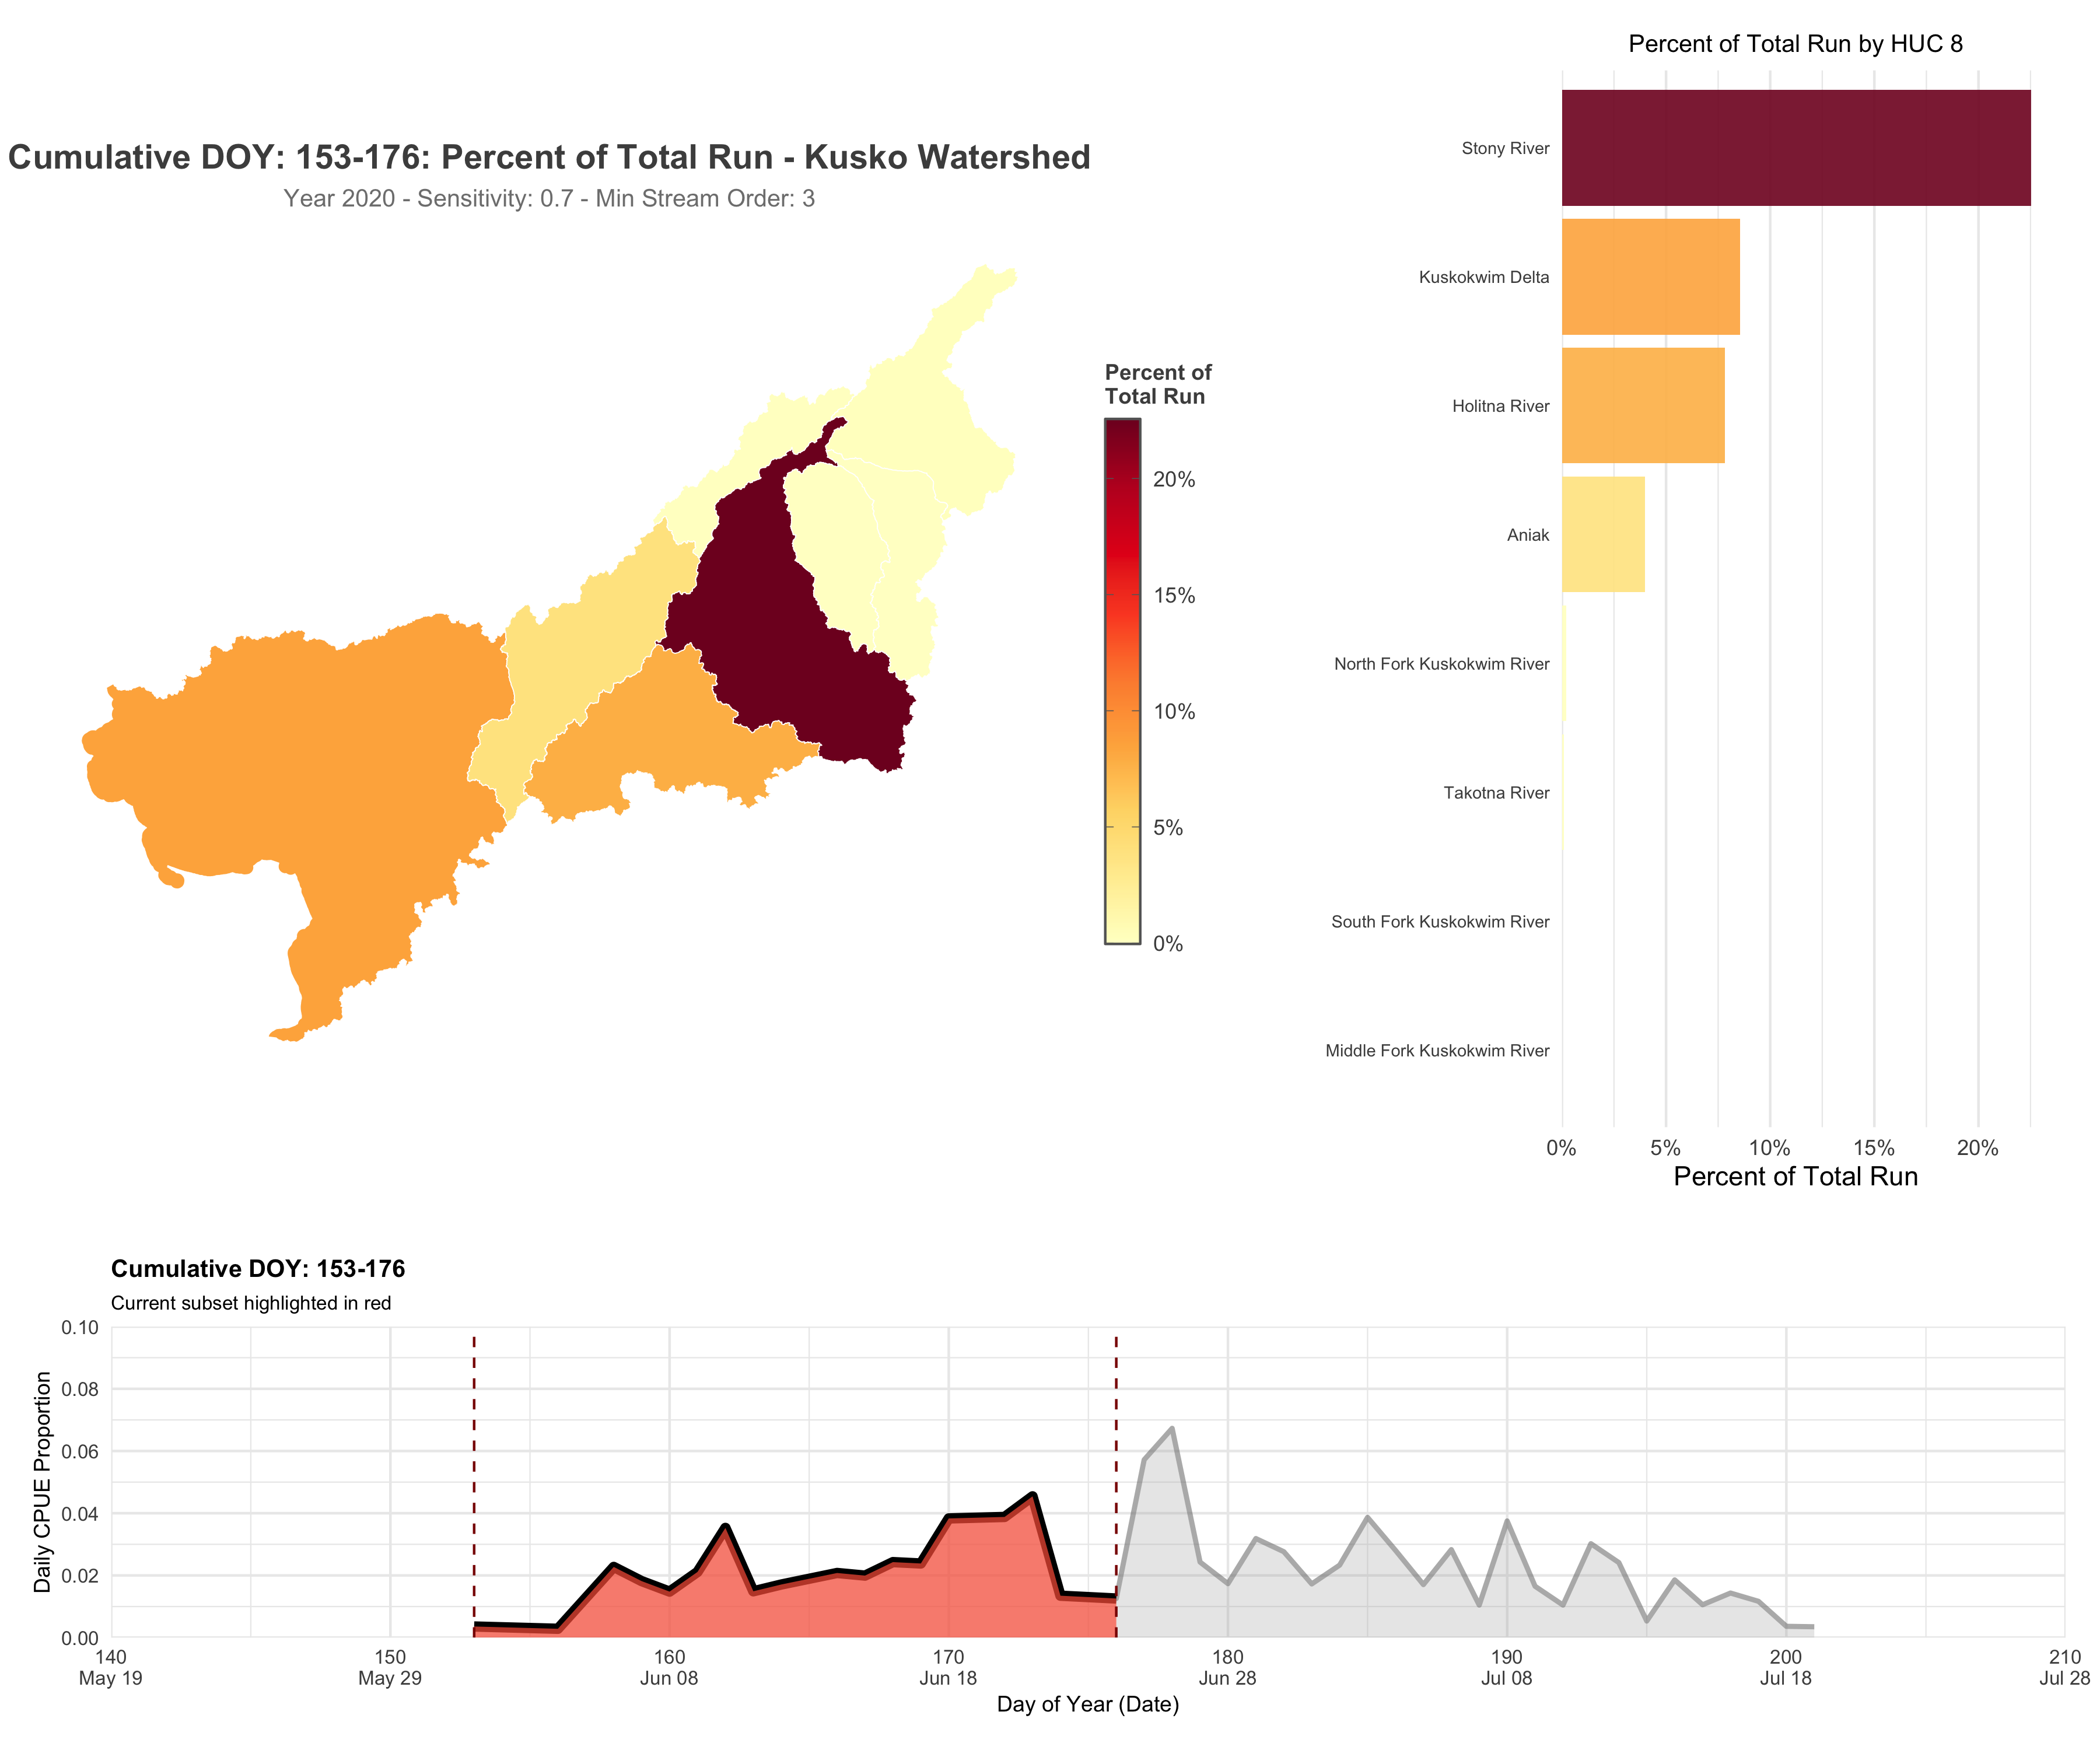 Cumulative DOY: 153-176: Percent of Total Run - Kusko Watershed
Year 2020 - Sensitivity: 0.7 - Min Stream Order: 3
Percent of
Total Run
20%
15%
10%
5%
0%
Percent of Total Run by HUC 8
Stony River
Kuskokwim Delta
Holitna River
Aniak
North Fork Kuskokwim River
Takotna River
South Fork Kuskokwim River
Middle Fork Kuskokwim River
0% 5% 10% 15% 20%
Percent of Total Run
Cumulative DOY: 153-176
Current subset highlighted in red
Daily CPUE Proportion
0.10
0.08
0.06
0.04
0.02
0.00
140 150 160 170 180 190 200 210
May 19 May 29 Jun 08 Jun 18 Jun 28 Jul 08 Jul 18 Jul 28
Day of Year (Date)